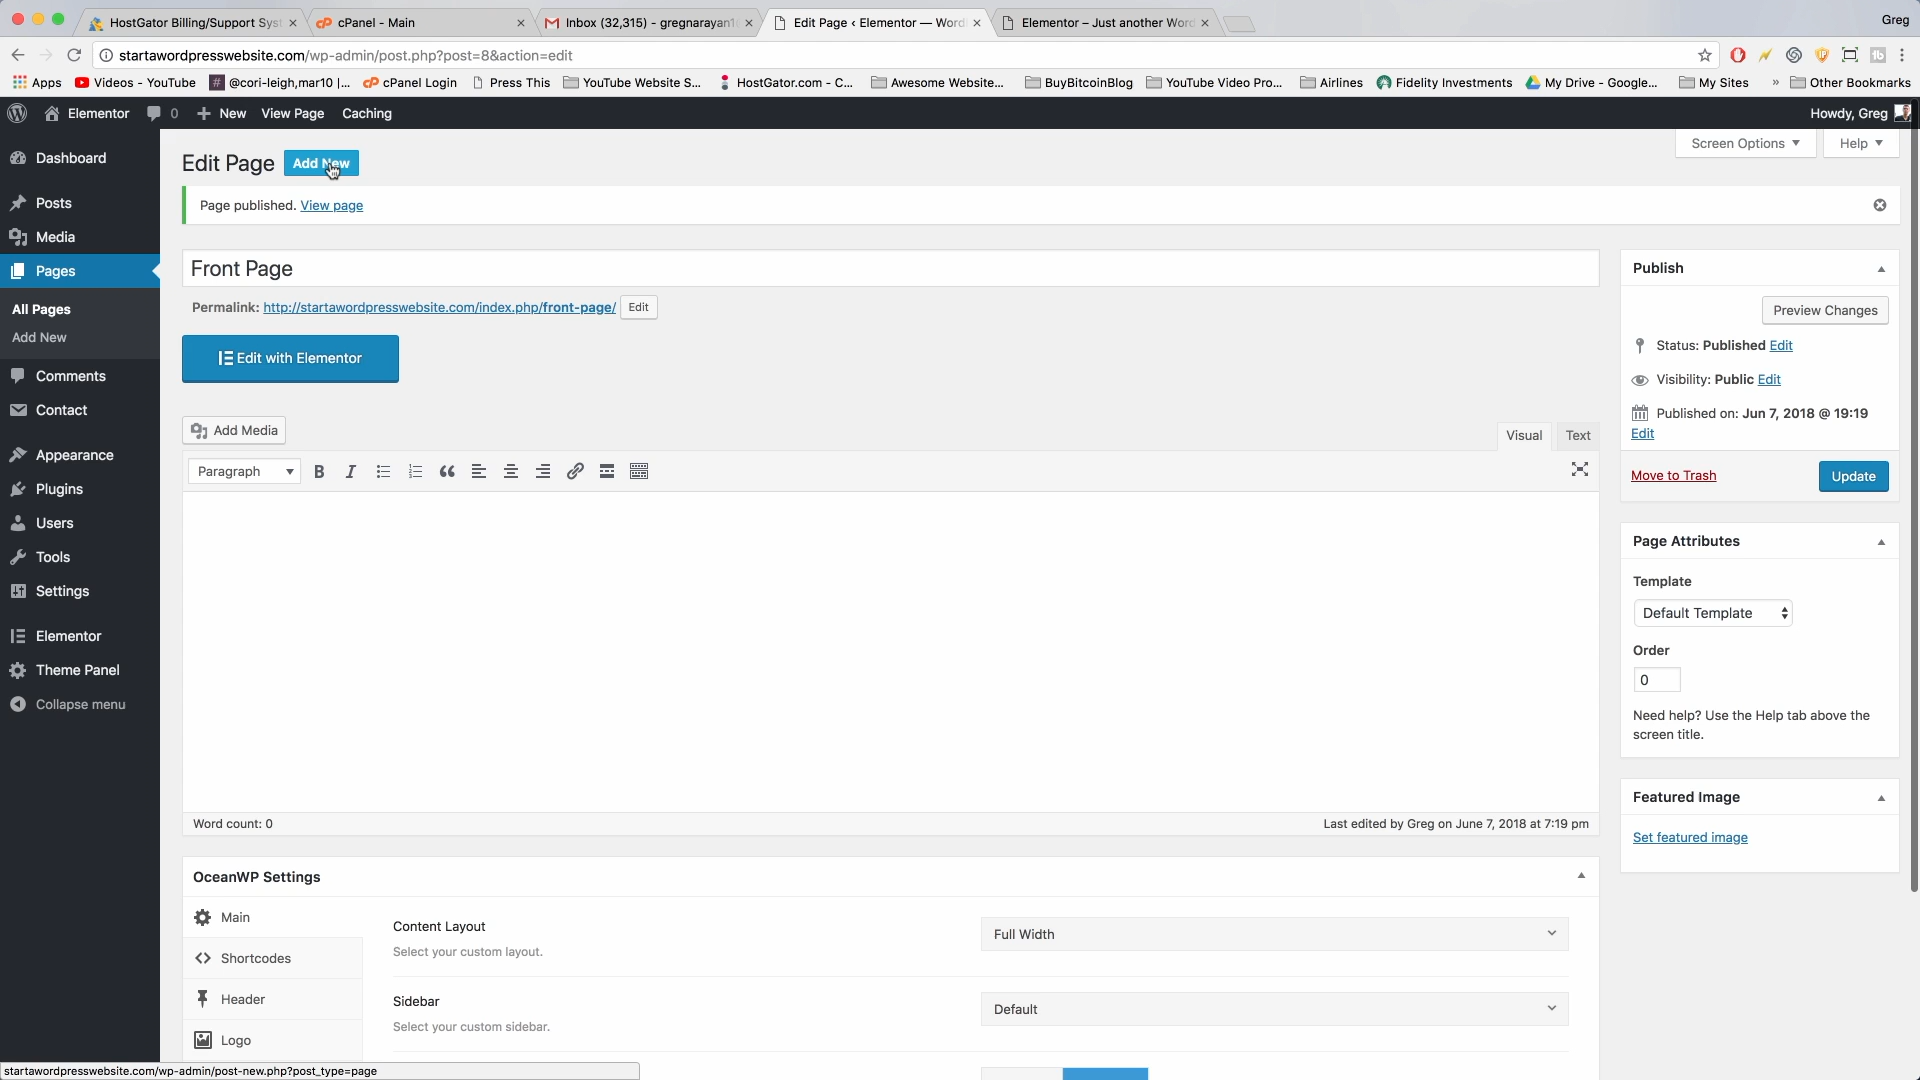 HostGator Billing/Support Syst
cPanel - Main
Inbox (32,315) - gregnarayan1
Edit Page ‹ Elementor — Word
Elementor – Just another Word
Greg
startawordpresswebsite.com/wp-admin/post.php?post=8&action=edit
Apps
Videos - YouTube
@cori-leigh,mar10 |...
cPanel Login
Press This
YouTube Website S...
HostGator.com - C...
Awesome Website...
BuyBitcoinBlog
YouTube Video Pro...
Airlines
Fidelity Investments
My Drive - Google...
My Sites
»
Other Bookmarks
Elementor
0
New
View Page
Caching
Howdy, Greg
Dashboard
Posts
Media
Pages
All Pages
Add New
Comments
Contact
Appearance
Plugins
Users
Tools
Settings
Elementor
Theme Panel
Collapse menu
Screen Options
Help
Edit Page
Add New
Page published. View page
Front Page
Permalink: http://startawordpresswebsite.com/index.php/front-page/ Edit
Edit with Elementor
Add Media
Visual
Text
Paragraph
Word count: 0
Last edited by Greg on June 7, 2018 at 7:19 pm
OceanWP Settings
Main
Shortcodes
Header
Logo
Content Layout
Select your custom layout.
Full Width
Sidebar
Select your custom sidebar.
Default
Publish
Preview Changes
Status: Published Edit
Visibility: Public Edit
Published on: Jun 7, 2018 @ 19:19
Edit
Move to Trash
Update
Page Attributes
Template
Default Template
Order
0
Need help? Use the Help tab above the
screen title.
Featured Image
Set featured image
startawordpresswebsite.com/wp-admin/post-new.php?post_type=page